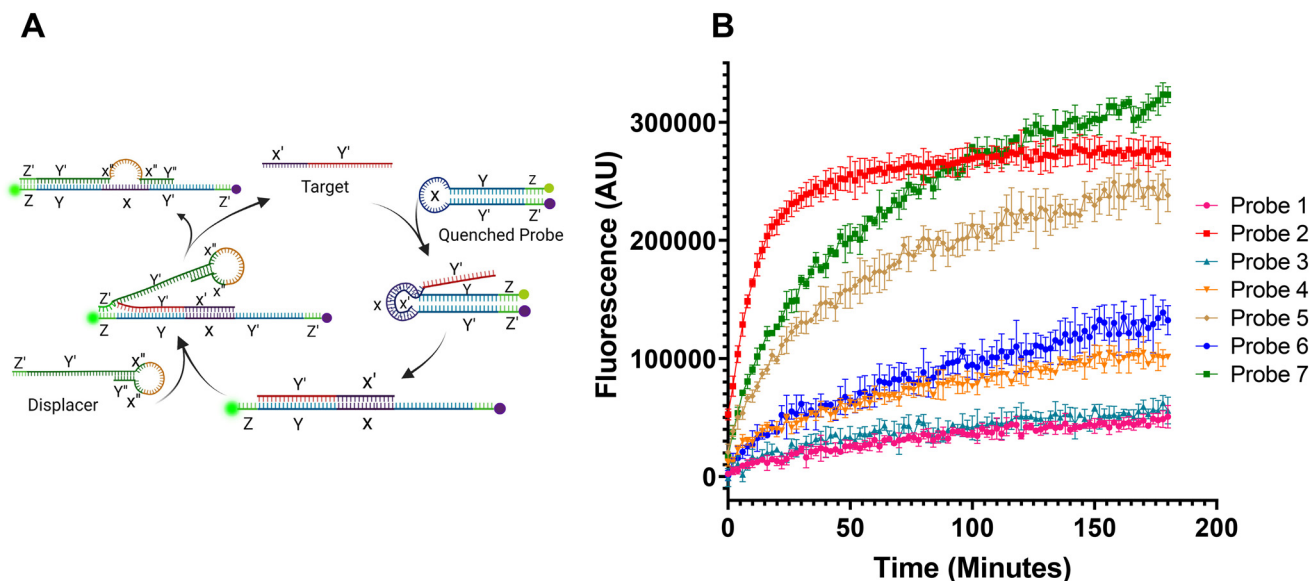 A
B
Z' Y' x" x" Y"
Z Y x Y' Z'
x' Y'
Target
X Y Z
Y' Z'
Quenched Probe
Y'
x x' Y Z
Y' Z'
x"
Y' x"
Z' Y' x'
Z Y X Y' Z'
Z' Y' x"
Y"
x"
Displacer
Y' x'
Z Y X
Fluorescence (AU)
300000
200000
100000
0
0 50 100 150 200
Time (Minutes)
Probe 1
Probe 2
Probe 3
Probe 4
Probe 5
Probe 6
Probe 7